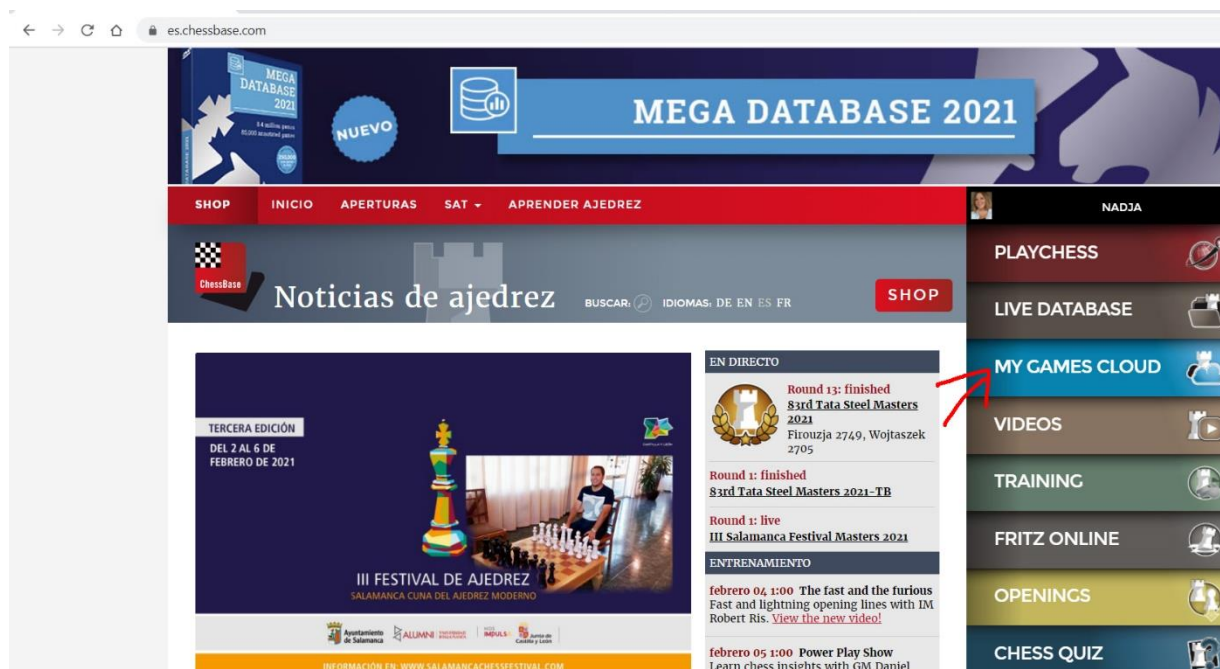 es.chessbase.com
MEGA
DATABASE
2021
NUEVO
MEGA DATABASE 2021
SHOP INICIO APERTURAS SAT APRENDER AJEDREZ
NADJA
ChessBase
Noticias de ajedrez
BUSCAR: IDIOMAS: DE EN ES FR
SHOP
TERCERA EDICIÓN
DEL 2 AL 6 DE
FEBRERO DE 2021
III FESTIVAL DE AJEDREZ
SALAMANCA CUNA DEL AJEDREZ MODERNO
Ayuntamiento
de Salamanca
ALUMNI
IMPULS
Junta de
Castilla y León
INFORMACIÓN EN: WWW.SALAMANCACHESSFESTIVAL.COM
EN DIRECTO
Round 13: finished
83rd Tata Steel Masters
2021
Firouzja 2749, Wojtaszek
2705
Round 1: finished
83rd Tata Steel Masters 2021-TB
Round 1: live
III Salamanca Festival Masters 2021
ENTRENAMIENTO
febrero 04 1:00 The fast and the furious
Fast and lightning opening lines with IM
Robert Ris. View the new video!
febrero 05 1:00 Power Play Show
Learn chess insights with GM Daniel
PLAYCHESS
LIVE DATABASE
MY GAMES CLOUD
VIDEOS
TRAINING
FRITZ ONLINE
OPENINGS
CHESS QUIZ